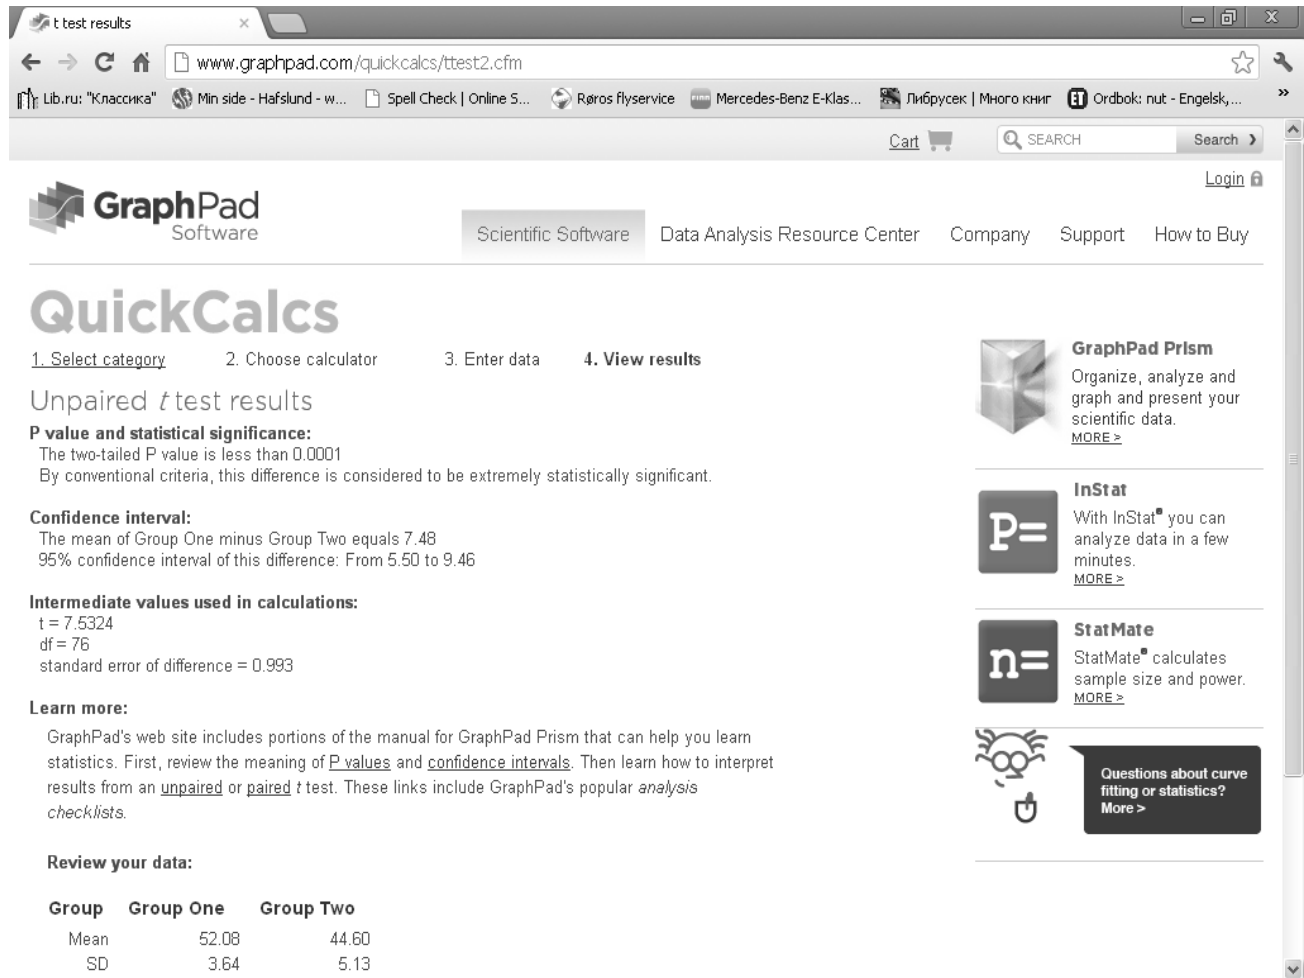 t test results
www.graphpad.com/quickcalcs/ttest2.cfm
Lib.ru: "Классика" Min side - Hafslund - w... Spell Check | Online S... Røros flyservice Mercedes-Benz E-Klas... Либрусек | Много книг Ordbok: nut - Engelsk,... »
Cart SEARCH Search
Login
GraphPad
Software
Scientific Software Data Analysis Resource Center Company Support How to Buy
QuickCalcs
1. Select category 2. Choose calculator 3. Enter data 4. View results
Unpaired t test results
P value and statistical significance:
The two-tailed P value is less than 0.0001
By conventional criteria, this difference is considered to be extremely statistically significant.
Confidence interval:
The mean of Group One minus Group Two equals 7.48
95% confidence interval of this difference: From 5.50 to 9.46
Intermediate values used in calculations:
t = 7.5324
df = 76
standard error of difference = 0.993
Learn more:
GraphPad's web site includes portions of the manual for GraphPad Prism that can help you learn
statistics. First, review the meaning of P values and confidence intervals. Then learn how to interpret
results from an unpaired or paired t test. These links include GraphPad's popular analysis
checklists.
Review your data:
Group Group One Group Two
Mean 52.08 44.60
SD 3.64 5.13
GraphPad Prism
Organize, analyze and
graph and present your
scientific data.
MORE >
P=
InStat
With InStat® you can
analyze data in a few
minutes.
MORE >
n=
StatMate
StatMate® calculates
sample size and power.
MORE >
Questions about curve
fitting or statistics?
More >